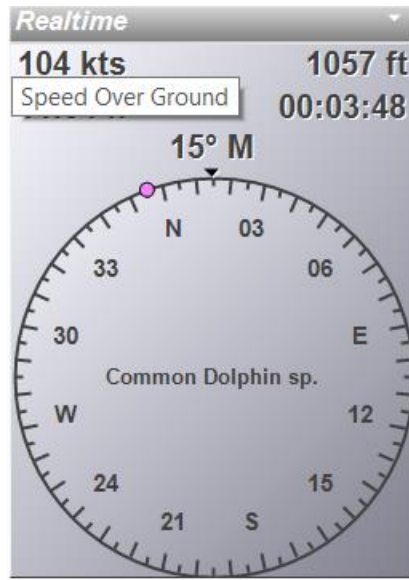 Realtime
104 kts 1057 ft
Speed Over Ground 00:03:48
15° M
N 03
33 06
30 E
Common Dolphin sp.
W 12
24 15
21 S